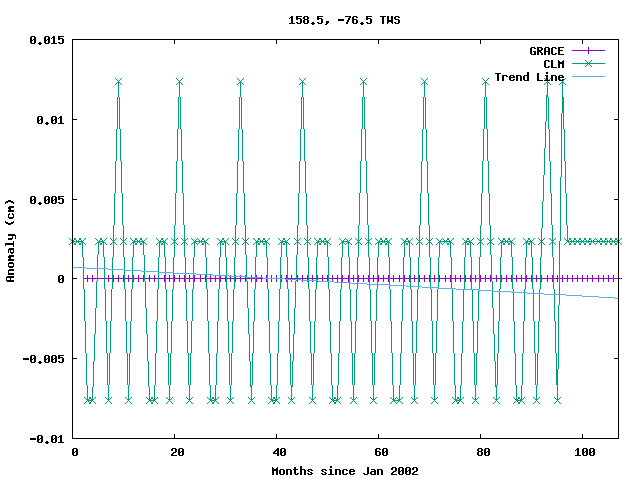 158.5, -76.5 TWS
0.015
0.01
0.005
0
-0.005
-0.01
Anomaly (cm)
GRACE
CLM
Trend Line
0 20 40 60 80 100
Months since Jan 2002